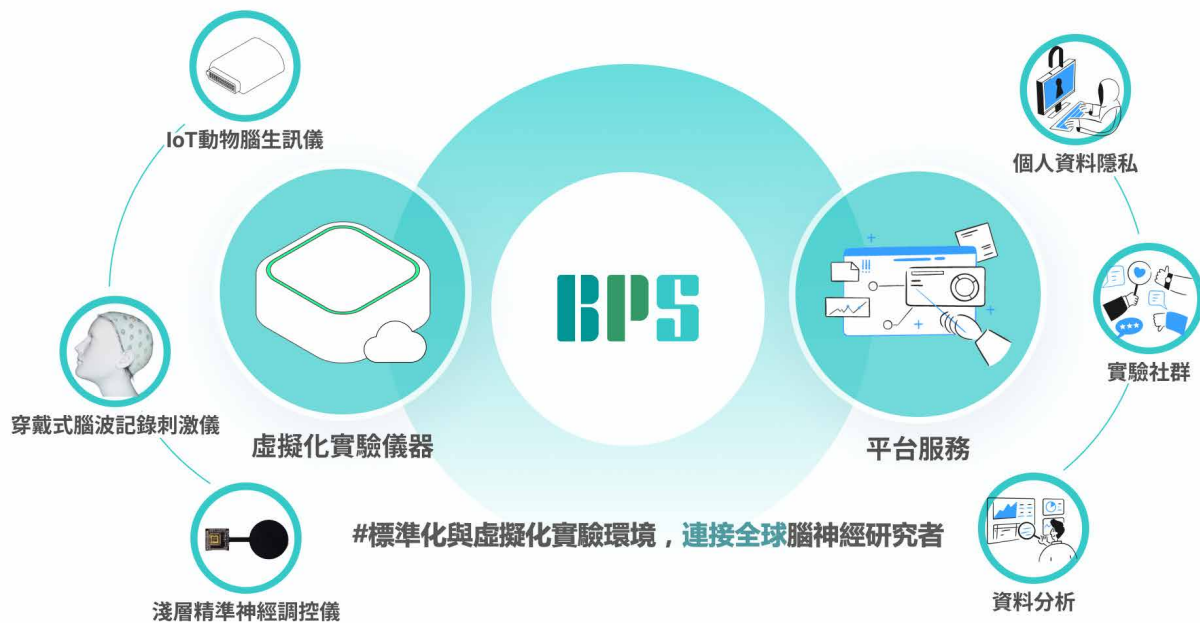 IoT動物腦生訊儀
個人資料隱私
BPS
實驗社群
穿戴式腦波記錄刺激儀
虛擬化實驗儀器
平台服務
#標準化與虛擬化實驗環境，連接全球腦神經研究者
淺層精準神經調控儀
資料分析